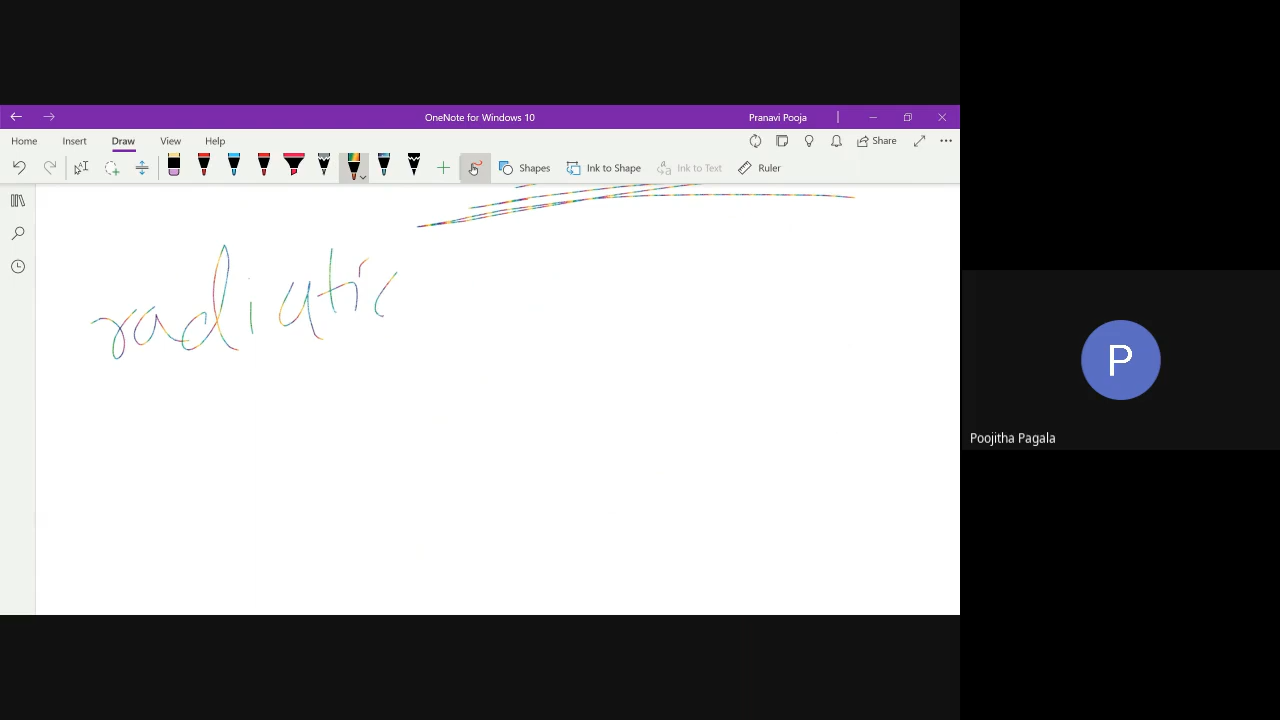 OneNote for Windows 10
Pranavi Pooja
Home Insert Draw View Help
Share
Shapes Ink to Shape Ink to Text Ruler
radiatic
P
Poojitha Pagala